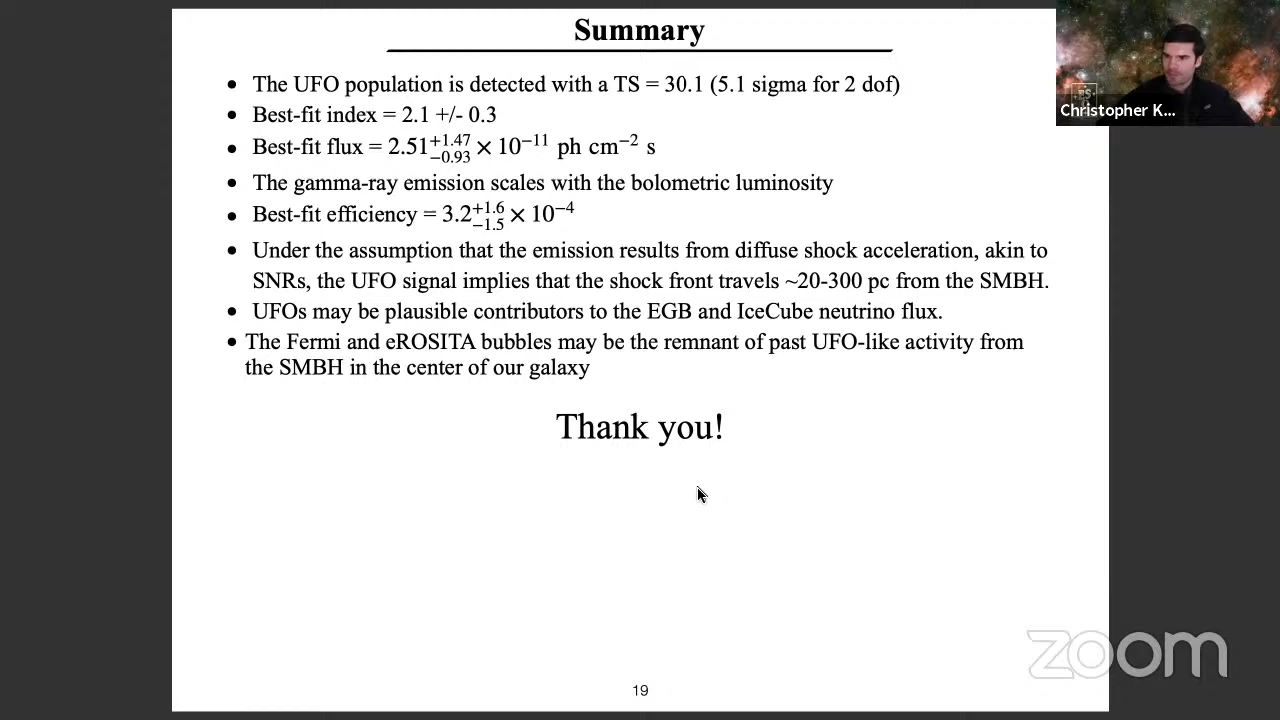 Summary
• The UFO population is detected with a TS = 30.1 (5.1 sigma for 2 dof)
• Best-fit index = 2.1 +/- 0.3
• Best-fit flux = 2.51 +1.47 −0.93 × 10−11 ph cm−2 s
• The gamma-ray emission scales with the bolometric luminosity
• Best-fit efficiency = 3.2 +1.6 −1.5 × 10−4
• Under the assumption that the emission results from diffuse shock acceleration, akin to
SNRs, the UFO signal implies that the shock front travels ~20-300 pc from the SMBH.
• UFOs may be plausible contributors to the EGB and IceCube neutrino flux.
• The Fermi and eROSITA bubbles may be the remnant of past UFO-like activity from
the SMBH in the center of our galaxy
Thank you!
19
Christopher K...
zoom